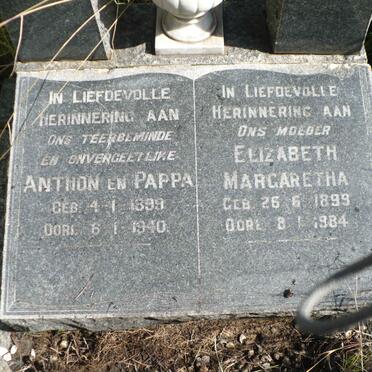 IN LIEFDEVOLLE
HERINNERING AAN
ONS TEERBEMINDE
EN ONVERGEETLIKE
ANTHON EN PAPPA
GEB. 4-1-1899
OORL. 6-1-1940.
IN LIEFDEVOLLE
HERINNERING AAN
ONS MOEDER
ELIZABETH
MARGARETHA
GEB. 26-6-1899
OORL. 8-1-1984